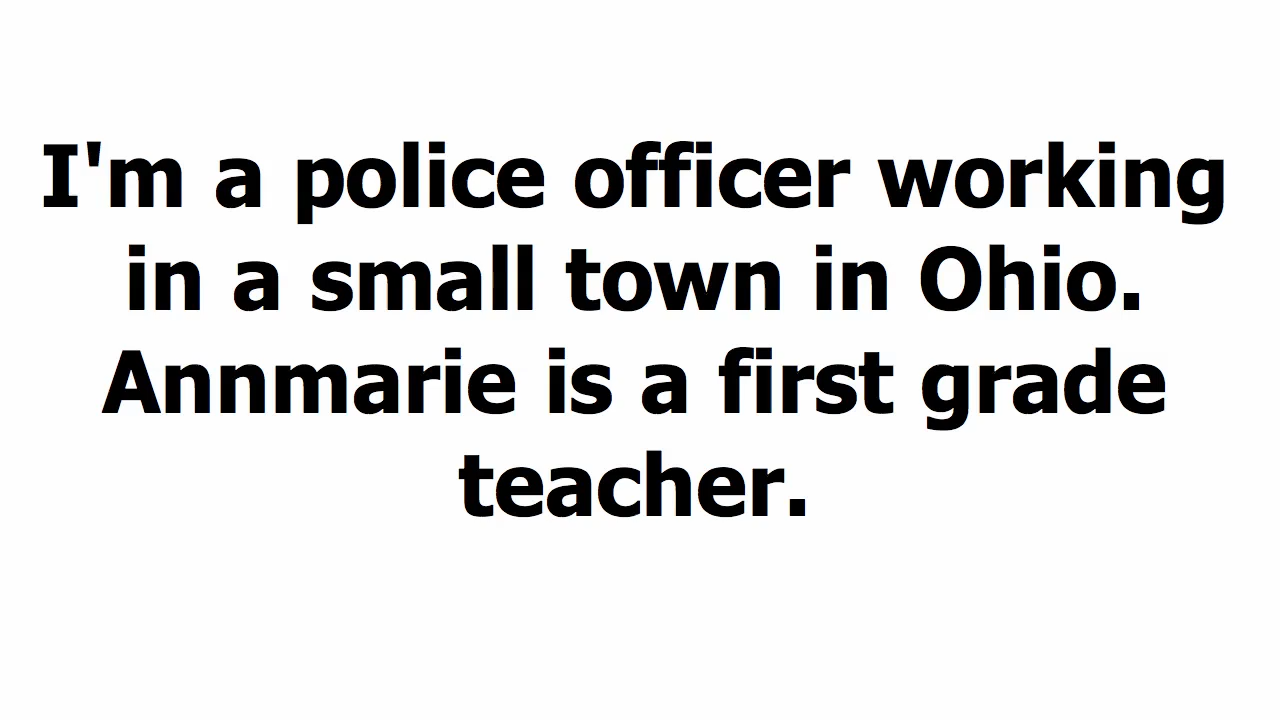 I'm a police officer working
in a small town in Ohio.
Annmarie is a first grade
teacher.